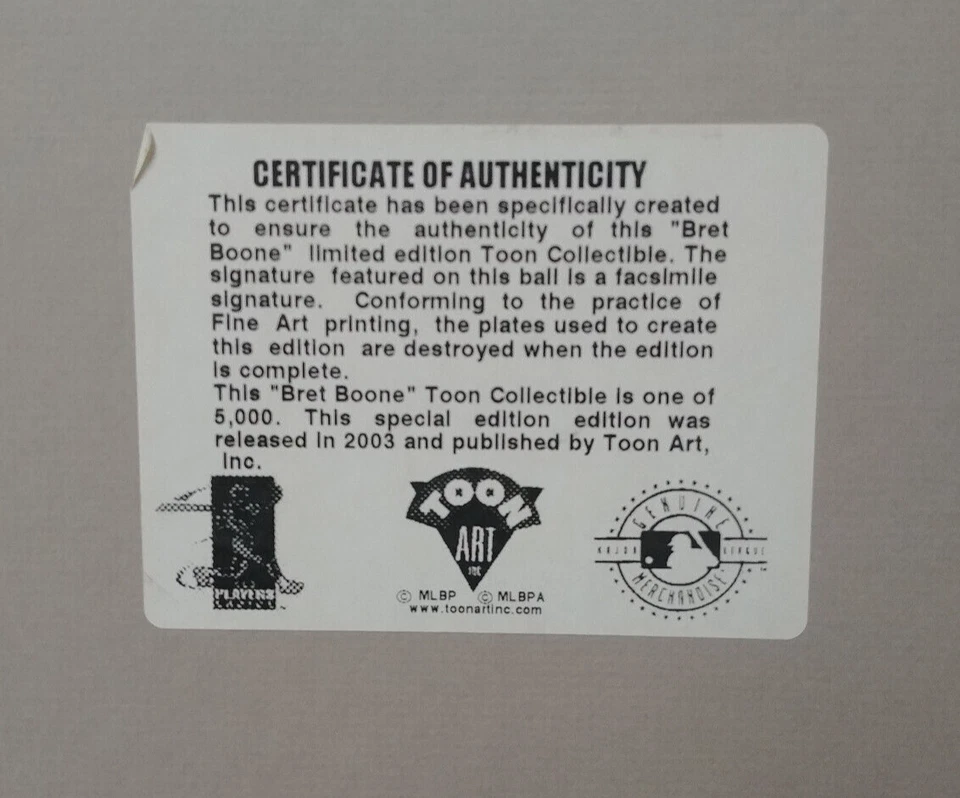 CERTIFICATE OF AUTHENTICITY
This certificate has been specifically created
to ensure the authenticity of this "Bret
Boone" limited edition Toon Collectible. The
signature featured on this ball is a facsimile
signature. Conforming to the practice of
Fine Art printing, the plates used to create
this edition are destroyed when the edition
is complete.
This "Bret Boone" Toon Collectible is one of
5,000. This special edition edition was
released in 2003 and published by Toon Art,
Inc.
PLAYERS
TOON
ART
INC
© MLBP © MLBPA
www.toonartinc.com
GENUINE
MAJOR LEAGUE
MERCHANDISE